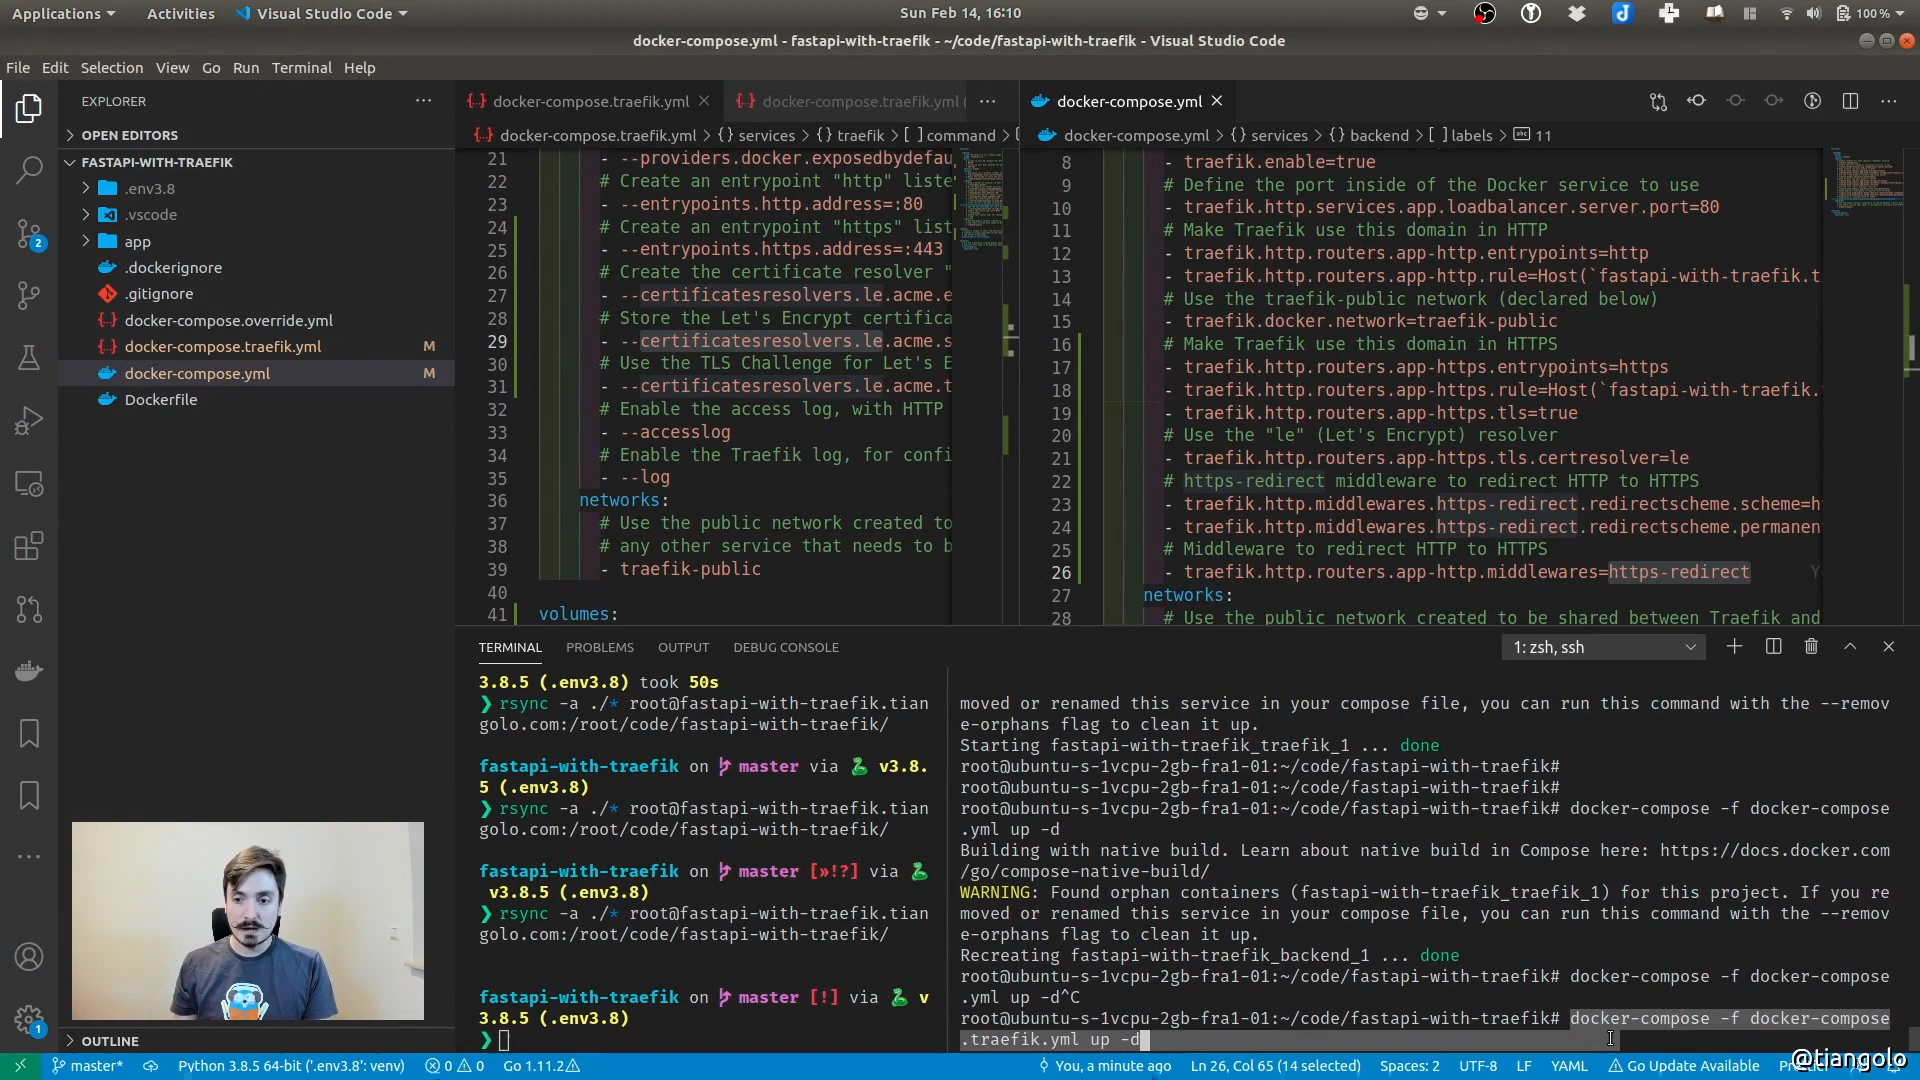 Applications Activities Visual Studio Code Sun Feb 14, 16:10 100 %
docker-compose.yml - fastapi-with-traefik - ~/code/fastapi-with-traefik - Visual Studio Code
File Edit Selection View Go Run Terminal Help
EXPLORER
OPEN EDITORS
FASTAPI-WITH-TRAEFIK
.env3.8
.vscode
app
.dockerignore
.gitignore
docker-compose.override.yml
docker-compose.traefik.yml M
docker-compose.yml M
Dockerfile
OUTLINE
2
1
docker-compose.traefik.yml docker-compose.traefik.yml (
docker-compose.traefik.yml > {} services > {} traefik > [ ] command >
21 - --providers.docker.exposedbydefau
22 # Create an entrypoint "http" liste
23 - --entrypoints.http.address=:80
24 # Create an entrypoint "https" list
25 - --entrypoints.https.address=:443
26 # Create the certificate resolver "
27 - --certificatesresolvers.le.acme.e
28 # Store the Let's Encrypt certifica
29 - --certificatesresolvers.le.acme.s
30 # Use the TLS Challenge for Let's E
31 - --certificatesresolvers.le.acme.t
32 # Enable the access log, with HTTP
33 - --accesslog
34 # Enable the Traefik log, for confi
35 - --log
36 networks:
37 # Use the public network created to
38 # any other service that needs to b
39 - traefik-public
40
41 volumes:
docker-compose.yml
docker-compose.yml > {} services > {} backend > [ ] labels > abc 11
8 - traefik.enable=true
9 # Define the port inside of the Docker service to use
10 - traefik.http.services.app.loadbalancer.server.port=80
11 # Make Traefik use this domain in HTTP
12 - traefik.http.routers.app-http.entrypoints=http
13 - traefik.http.routers.app-http.rule=Host(`fastapi-with-traefik.t
14 # Use the traefik-public network (declared below)
15 - traefik.docker.network=traefik-public
16 # Make Traefik use this domain in HTTPS
17 - traefik.http.routers.app-https.entrypoints=https
18 - traefik.http.routers.app-https.rule=Host(`fastapi-with-traefik.
19 - traefik.http.routers.app-https.tls=true
20 # Use the "le" (Let's Encrypt) resolver
21 - traefik.http.routers.app-https.tls.certresolver=le
22 # https-redirect middleware to redirect HTTP to HTTPS
23 - traefik.http.middlewares.https-redirect.redirectscheme.scheme=h
24 - traefik.http.middlewares.https-redirect.redirectscheme.permanen
25 # Middleware to redirect HTTP to HTTPS
26 - traefik.http.routers.app-http.middlewares=https-redirect Y
27 networks:
28 # Use the public network created to be shared between Traefik and
TERMINAL PROBLEMS OUTPUT DEBUG CONSOLE 1: zsh, ssh
3.8.5 (.env3.8) took 50s
❯ rsync -a ./* root@fastapi-with-traefik.tian
golo.com:/root/code/fastapi-with-traefik/
fastapi-with-traefik on master via 🐍 v3.8.
5 (.env3.8)
❯ rsync -a ./* root@fastapi-with-traefik.tian
golo.com:/root/code/fastapi-with-traefik/
fastapi-with-traefik on master [»!?] via 🐍
v3.8.5 (.env3.8)
❯ rsync -a ./* root@fastapi-with-traefik.tian
golo.com:/root/code/fastapi-with-traefik/
fastapi-with-traefik on master [!] via 🐍 v
3.8.5 (.env3.8)
❯
moved or renamed this service in your compose file, you can run this command with the --remov
e-orphans flag to clean it up.
Starting fastapi-with-traefik_traefik_1 ... done
root@ubuntu-s-1vcpu-2gb-fra1-01:~/code/fastapi-with-traefik#
root@ubuntu-s-1vcpu-2gb-fra1-01:~/code/fastapi-with-traefik#
root@ubuntu-s-1vcpu-2gb-fra1-01:~/code/fastapi-with-traefik# docker-compose -f docker-compose
.yml up -d
Building with native build. Learn about native build in Compose here: https://docs.docker.com
/go/compose-native-build/
WARNING: Found orphan containers (fastapi-with-traefik_traefik_1) for this project. If you re
moved or renamed this service in your compose file, you can run this command with the --remov
e-orphans flag to clean it up.
Recreating fastapi-with-traefik_backend_1 ... done
root@ubuntu-s-1vcpu-2gb-fra1-01:~/code/fastapi-with-traefik# docker-compose -f docker-compose
.yml up -d^C
root@ubuntu-s-1vcpu-2gb-fra1-01:~/code/fastapi-with-traefik# docker-compose -f docker-compose
.traefik.yml up -d
master* Python 3.8.5 64-bit ('.env3.8': venv) 0 0 Go 1.11.2 You, a minute ago Ln 26, Col 65 (14 selected) Spaces: 2 UTF-8 LF YAML Go Update Available
@tiangolo